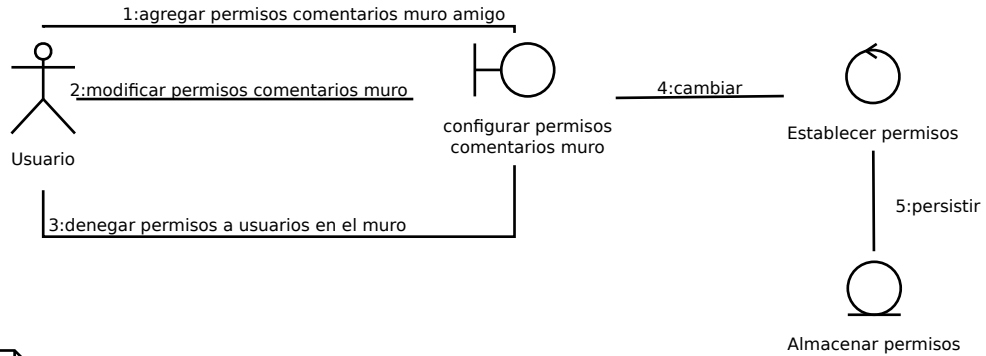 1:agregar permisos comentarios muro amigo
2:modificar permisos comentarios muro
4:cambiar
configurar permisos
comentarios muro
Establecer permisos
Usuario
3:denegar permisos a usuarios en el muro
5:persistir
Almacenar permisos